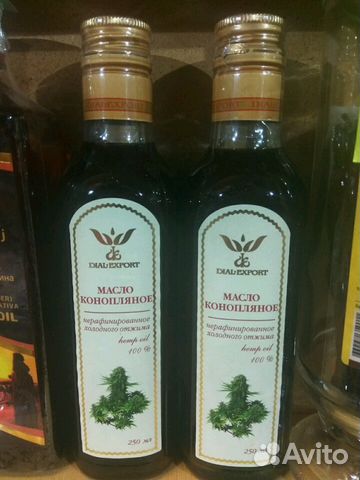 DIAL EXPORT
МАСЛО
КОНОПЛЯНОЕ
нерафинированное
холодного отжима
hemp oil
100 %
250 мл
DIAL EXPORT
МАСЛО
КОНОПЛЯНОЕ
нерафинированное
холодного отжима
hemp oil
100 %
250
Avito